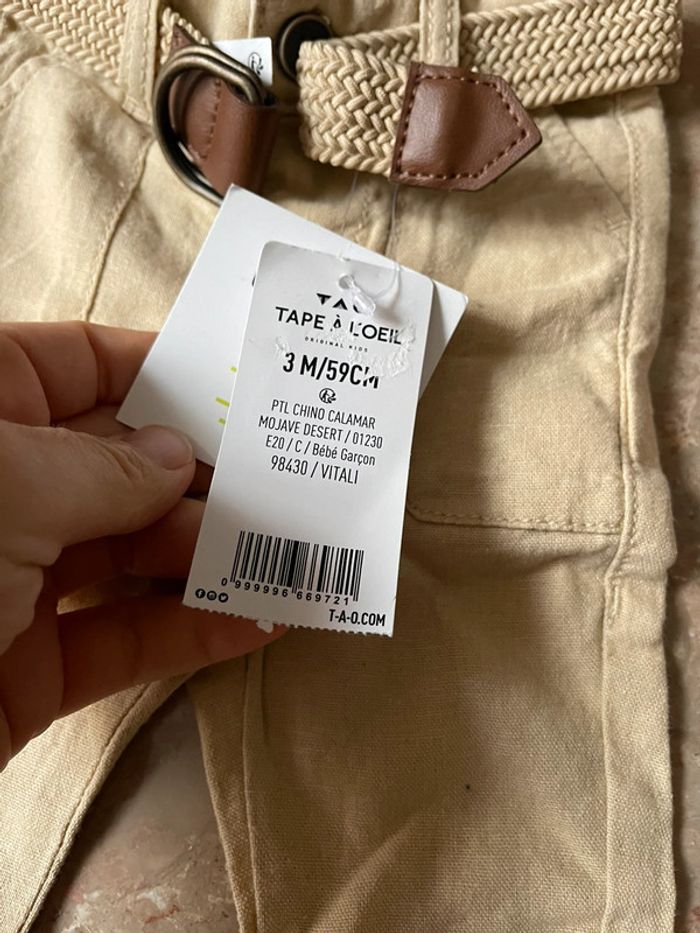 TAO
TAPE À L'OEIL
ORIGINAL KIDS
3 M/59CM
PTL CHINO CALAMAR
MOJAVE DESERT / 01230
E20 / C / Bébé Garçon
98430 / VITALI
0 999996 669721
T-A-O.COM